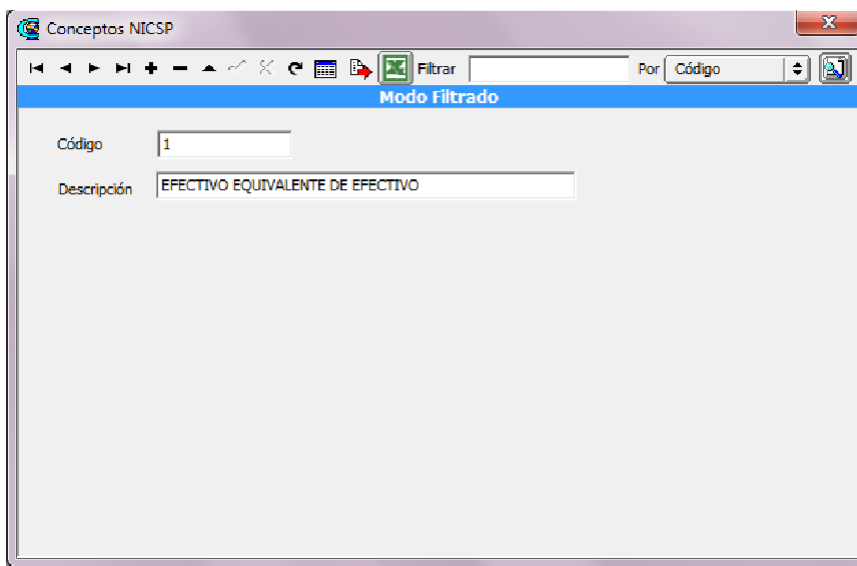 Conceptos NICSP
Filtrar Por Código
Modo Filtrado
Código 1
Descripción EFECTIVO EQUIVALENTE DE EFECTIVO